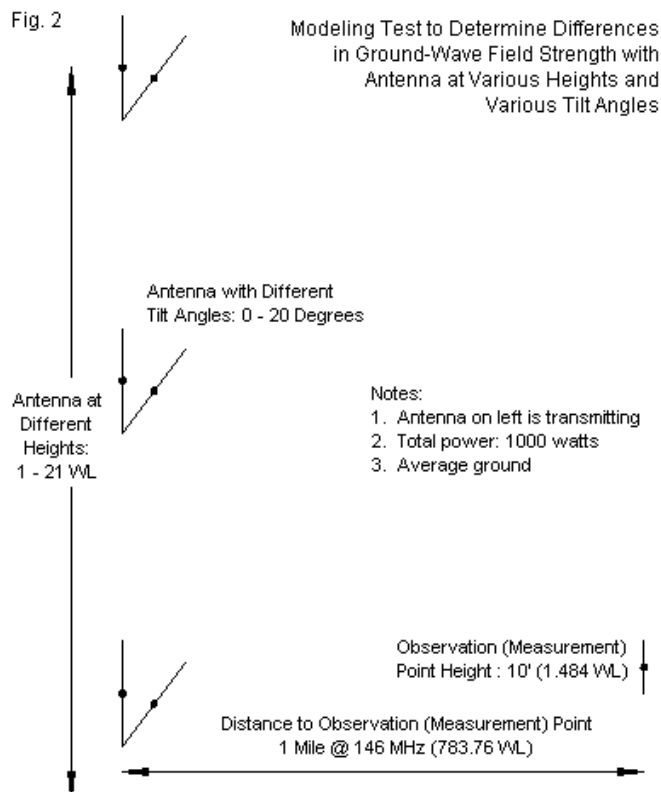 Fig. 2
Modeling Test to Determine Differences
in Ground-Wave Field Strength with
Antenna at Various Heights and
Various Tilt Angles
Antenna with Different
Tilt Angles: 0 - 20 Degrees
Antenna at
Different
Heights:
1 - 21 WL
Notes:
1. Antenna on left is transmitting
2. Total power: 1000 watts
3. Average ground
Observation (Measurement)
Point Height : 10' (1.484 WL)
Distance to Observation (Measurement) Point
1 Mile @ 146 MHz (783.76 WL)